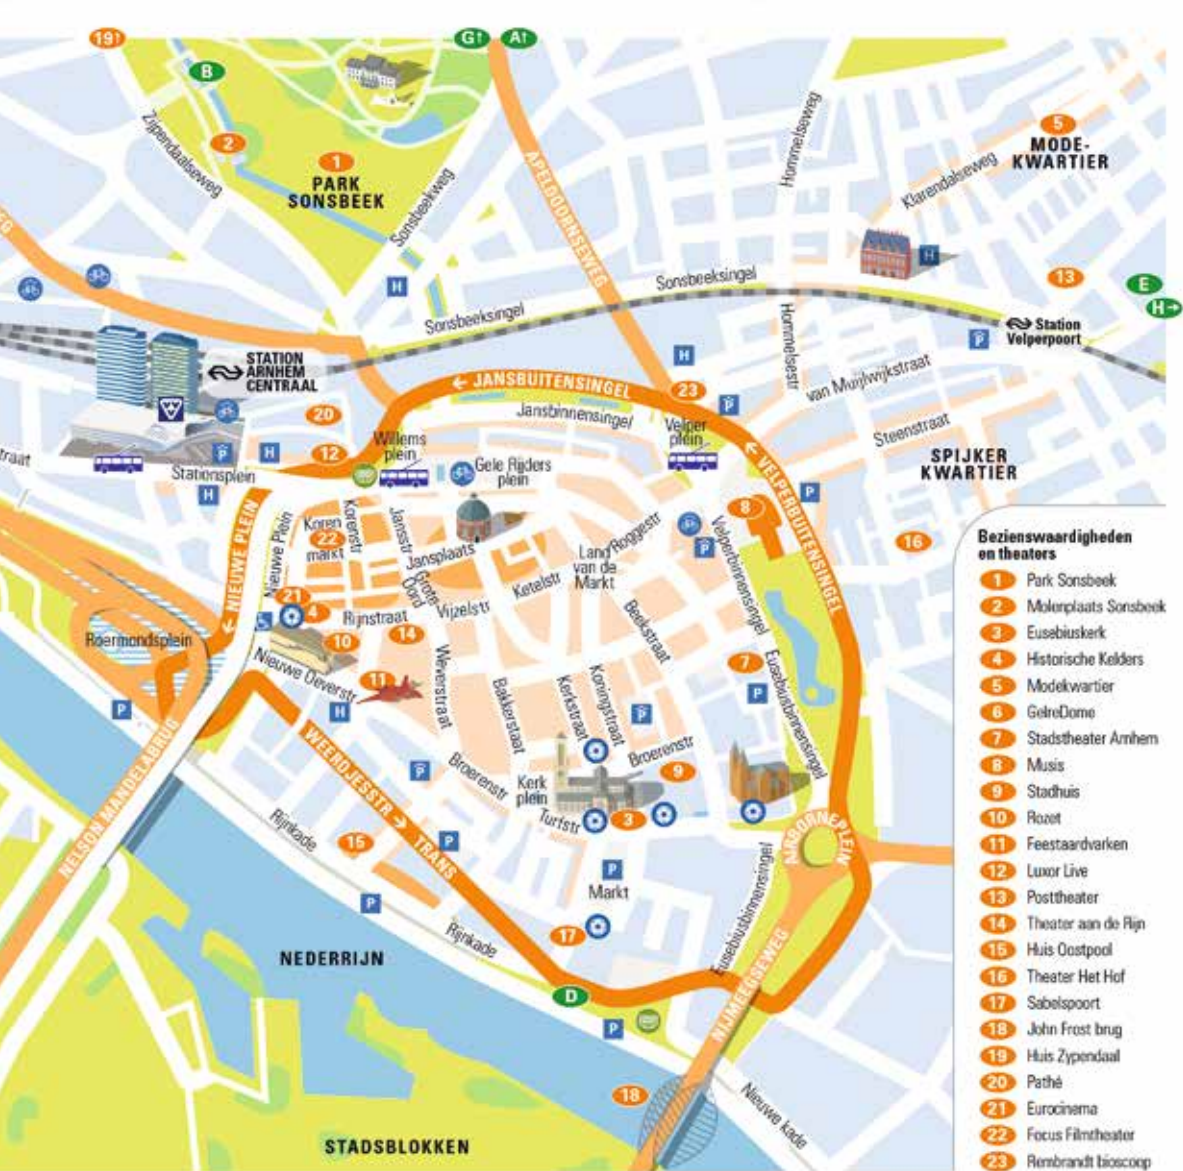 19↑
G↑
A↑
B
2
1
PARK
SONSBEEK
Zijpendaalseweg
Sonsbeekweg
APELDOORNSEWEG
Hommelseweg
5
MODE-
KWARTIER
Klarendalseweg
H
13
E
H→
EG
H
Sonsbeeksingel
Sonsbeeksingel
Hommelsestr
Station
Velperpoort
P
van Muijlwijkstraat
Steenstraat
SPIJKER
KWARTIER
16
STATION
ARNHEM
CENTRAAL
20
12
H
P
Stationsplein
H
traat
← JANSBUITENSINGEL
Jansbinnensingel
H
23
P
Velper
plein
Willems
plein
Gele Rijders
plein
← VELPERBUITENSINGEL
P
8
P
Velperbinnensingel
← NIEUWE PLEIN
Nieuwe Plein
Koren
22
markt
Korenstr
Jansstr
Jansplaats
Grote
Oord
Ketelstr
Land
van de
Markt
Roggestr
Beekstraat
Vijzelstr
21
4
Rijnstraat
14
10
11
Nieuwe Oeverstr
H
Roermondsplein
P
Weverstraat
Bakkerstaat
Kerkstraat
Koningstraat
P
7
P
Eusebiusbinnensingel
Broerenstr
Broerenstr
9
Kerk
plein
Turfstr
3
WEERDJESSTR → TRANS
P
P
NELSON MANDELABRUG
Rijnkade
15
P
Rijnkade
P
Markt
17
D
P
AIRBORNEPLEIN
Eusebiusbinnensingel
NIJMEEGSEWEG
NEDERRIJN
18
Nieuwe kade
STADSBLOKKEN
Bezienswaardigheden
en theaters
1 Park Sonsbeek
2 Molenplaats Sonsbeek
3 Eusebiuskerk
4 Historische Kelders
5 Modekwartier
6 GelreDome
7 Stadstheater Arnhem
8 Musis
9 Stadhuis
10 Rozet
11 Feestaardvarken
12 Luxor Live
13 Posttheater
14 Theater aan de Rijn
15 Huis Oostpool
16 Theater Het Hof
17 Sabelspoort
18 John Frost brug
19 Huis Zypendaal
20 Pathé
21 Eurocinema
22 Focus Filmtheater
23 Rembrandt bioscoop